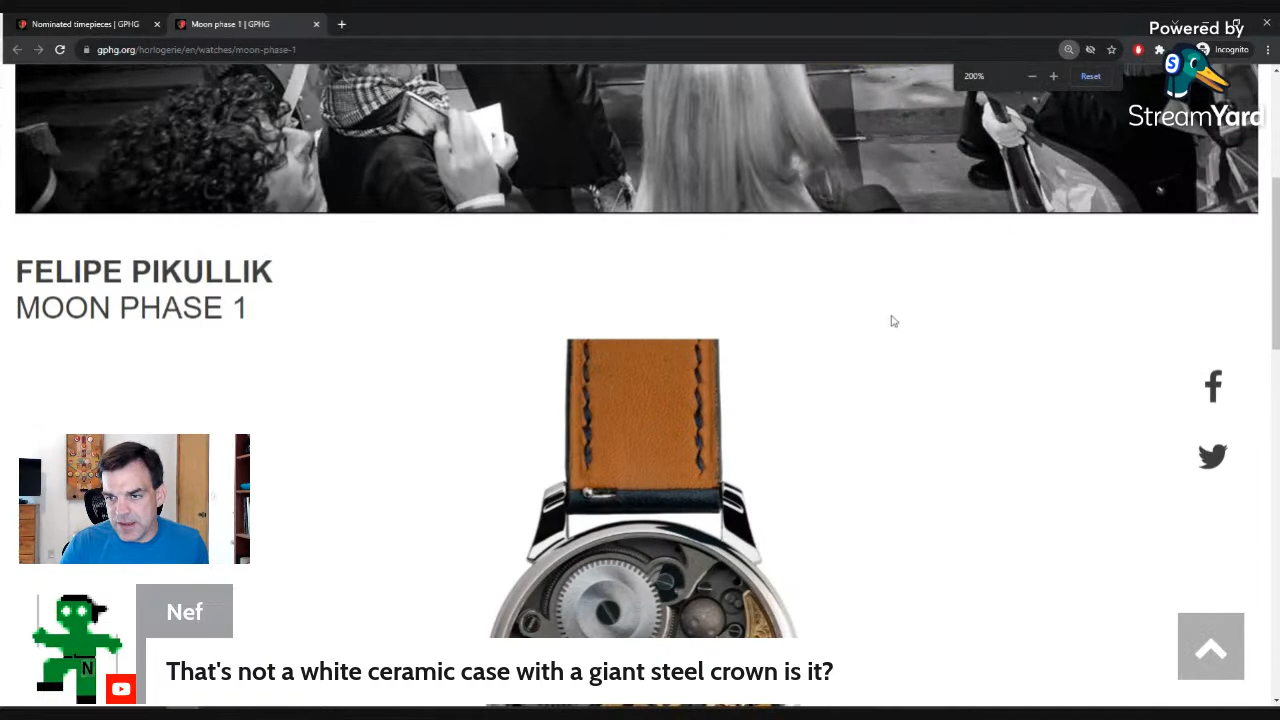 Nominated timepieces | GPHG
Moon phase 1 | GPHG
gphg.org/horlogerie/en/watches/moon-phase-1
Incognito
200%
Reset
Powered by
S
StreamYard
FELIPE PIKULLIK
MOON PHASE 1
Nef
N
That's not a white ceramic case with a giant steel crown is it?